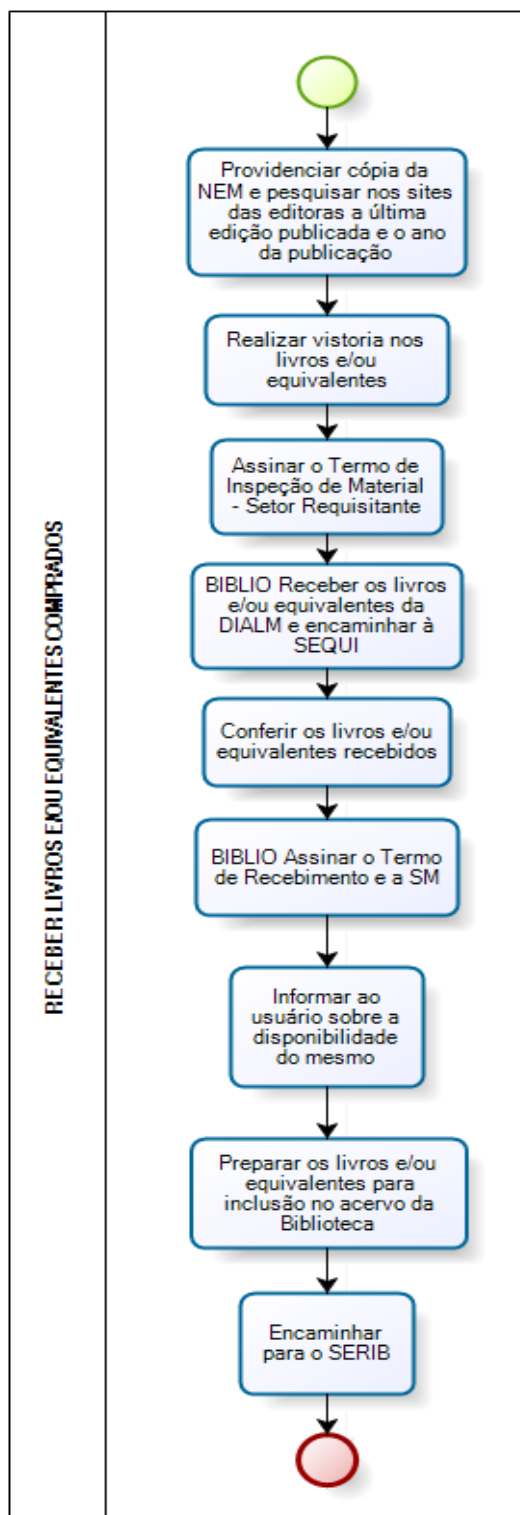 RECEBER LIVROS E/OU EQUIVALENTES COMPRADOS
Providenciar cópia da
NEM e pesquisar nos sites
das editoras a última
edição publicada e o ano
da publicação
Realizar vistoria nos
livros e/ou
equivalentes
Assinar o Termo de
Inspeção de Material
- Setor Requisitante
BIBLIO Receber os livros
e/ou equivalentes da
DIALM e encaminhar à
SEQUI
Conferir os livros e/ou
equivalentes recebidos
BIBLIO Assinar o Termo
de Recebimento e a SM
Informar ao
usuário sobre a
disponibilidade
do mesmo
Preparar os livros e/ou
equivalentes para
inclusão no acervo da
Biblioteca
Encaminhar
para o SERIB